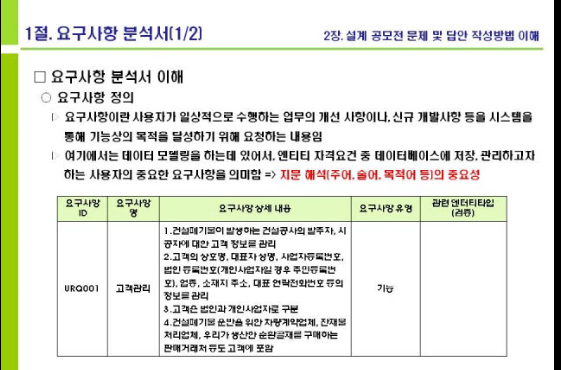 1절. 요구사항 분석서(1/2)
2장. 설계 공모전 문제 및 답안 작성방법 이해
□ 요구사항 분석서 이해
○ 요구사항 정의
▷ 요구사항이란 사용자가 일상적으로 수행하는 업무의 개선 사항이나, 신규 개발사항 등을 시스템을
통해 기능상의 목적을 달성하기 위해 요청하는 내용임
▷ 여기에서는 데이터 모델링을 하는데 있어서, 엔티티 자격요건 중 데이터베이스에 저장, 관리하고자
하는 사용자의 중요한 요구사항을 의미함 => 지문 해석(주어, 술어, 목적어 등)의 중요성
요구사항 ID
요구사항 명
요구사항 상세 내용
요구사항 유형
관련 엔터티타입 (검증)
URQ001
고객관리
1.건설폐기물이 발생하는 건설공사의 발주자, 시
공자에 대한 고객 정보를 관리
2.고객의 상호명, 대표자 성명, 사업자등록번호,
법인 등록번호(개인사업자일 경우 주민등록번
호), 업종, 소재지 주소, 대표 연락전화번호 등의
정보를 관리
3.고객은 법인과 개인사업자로 구분
4.건설폐기물 운반을 위한 차량계약업체, 잔재물
처리업체, 우리가 생산한 순환골재를 구매하는
판매거래처 등도 고객에 포함
기능